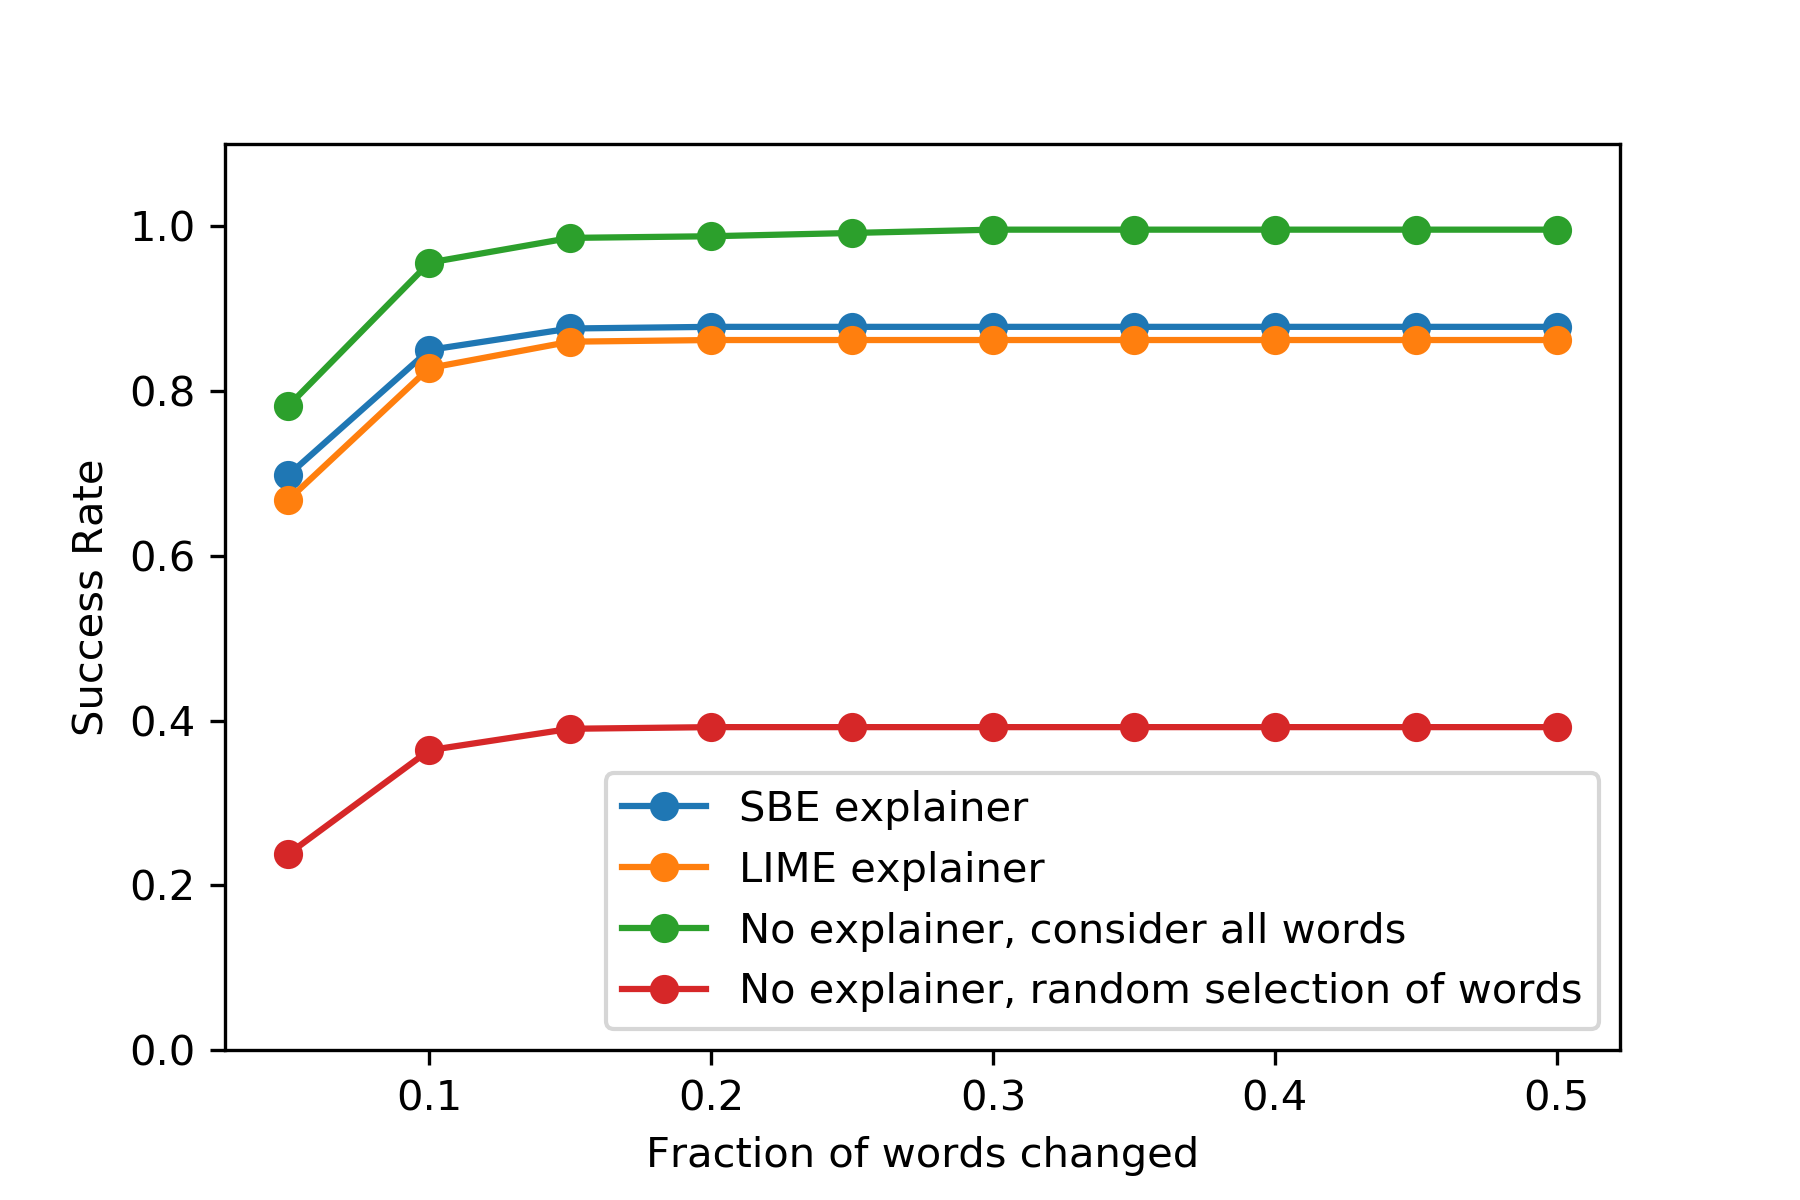 1.0
0.8
0.6
0.4
0.2
0.0
Success Rate
SBE explainer
LIME explainer
No explainer, consider all words
No explainer, random selection of words
0.1 0.2 0.3 0.4 0.5
Fraction of words changed